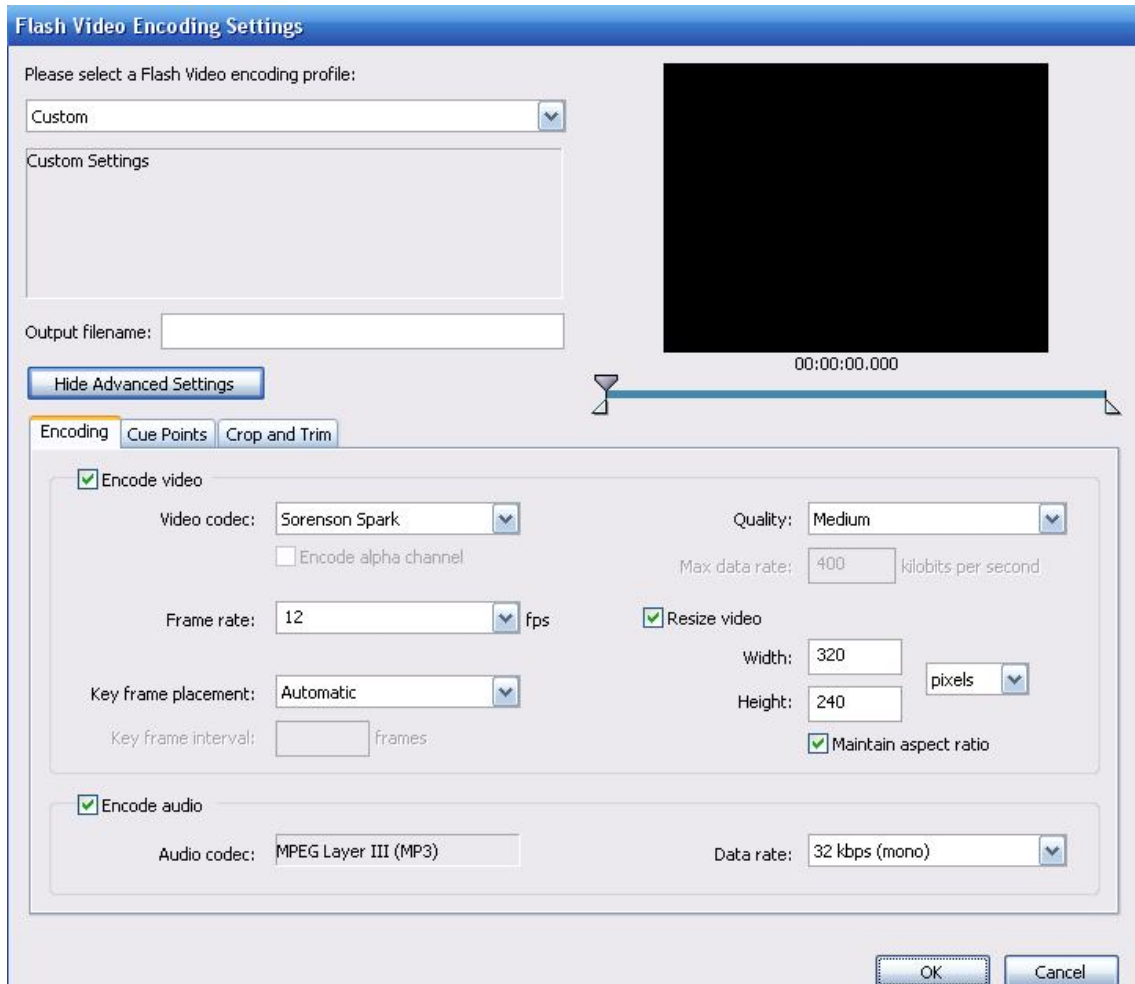 Flash Video Encoding Settings
Please select a Flash Video encoding profile:
Custom
Custom Settings
Output filename:
00:00:00.000
Hide Advanced Settings
Encoding Cue Points Crop and Trim
Encode video
Video codec: Sorenson Spark
Quality: Medium
Encode alpha channel
Max data rate: 400 kilobits per second
Frame rate: 12 fps
Resize video
Width: 320
pixels
Key frame placement: Automatic
Height: 240
Key frame interval: frames
Maintain aspect ratio
Encode audio
Audio codec: MPEG Layer III (MP3)
Data rate: 32 kbps (mono)
OK Cancel